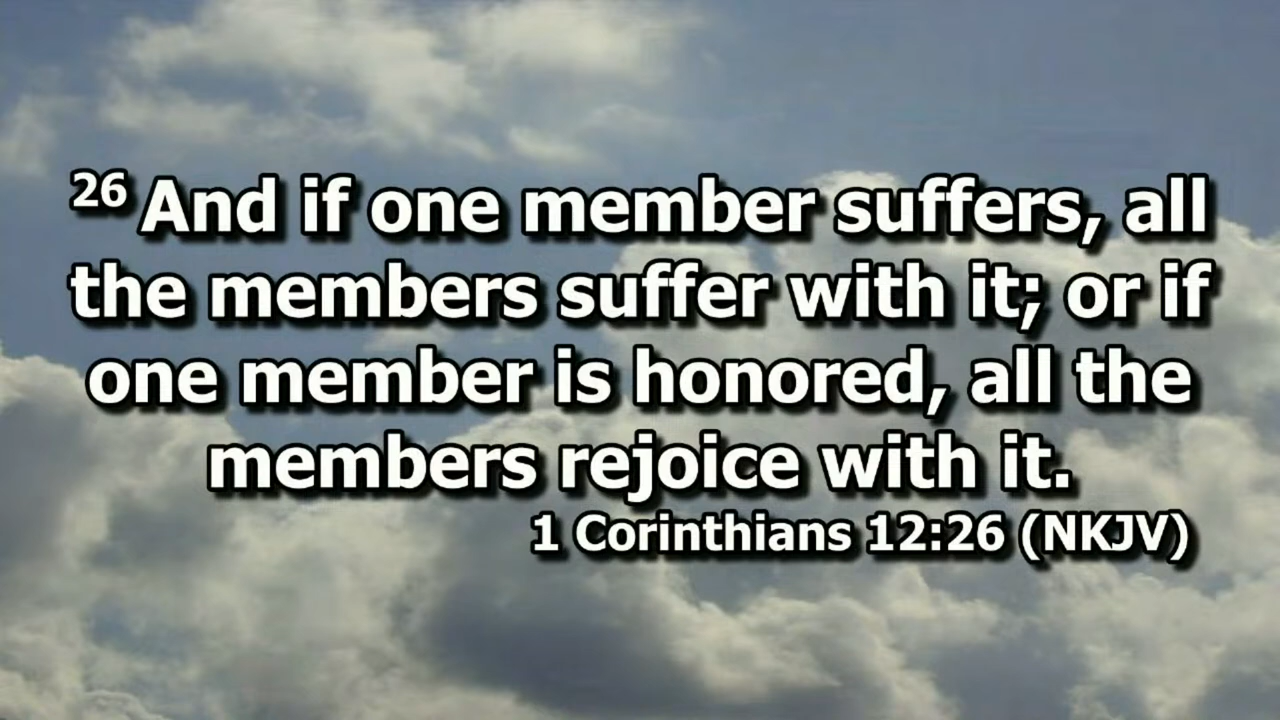 26 And if one member suffers, all
the members suffer with it; or if
one member is honored, all the
members rejoice with it.
1 Corinthians 12:26 (NKJV)